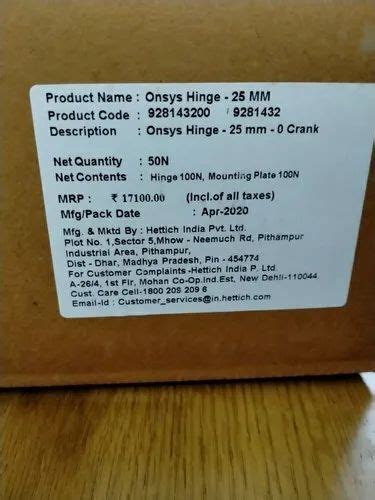 Product Name : Onsys Hinge - 25 MM
Product Code : 928143200 / 9281432
Description : Onsys Hinge - 25 mm - 0 Crank
Net Quantity : 50N
Net Contents : Hinge 100N, Mounting Plate 100N
MRP : ₹ 17100.00 (Incl.of all taxes)
Mfg/Pack Date : Apr-2020
Mfg. & Mktd By : Hettich India Pvt. Ltd.
Plot No. 1,Sector 5,Mhow - Neemuch Rd, Pithampur
Industrial Area, Pithampur,
Dist - Dhar, Madhya Pradesh, Pin - 454774
For Customer Complaints-Hettich India P. Ltd.
A-26/4, 1st Flr, Mohan Co-Op.Ind.Est, New Dehli-110044.
Cust. Care Cell-1800 209 209 6
Email-Id : Customer_services@in.hettich.com